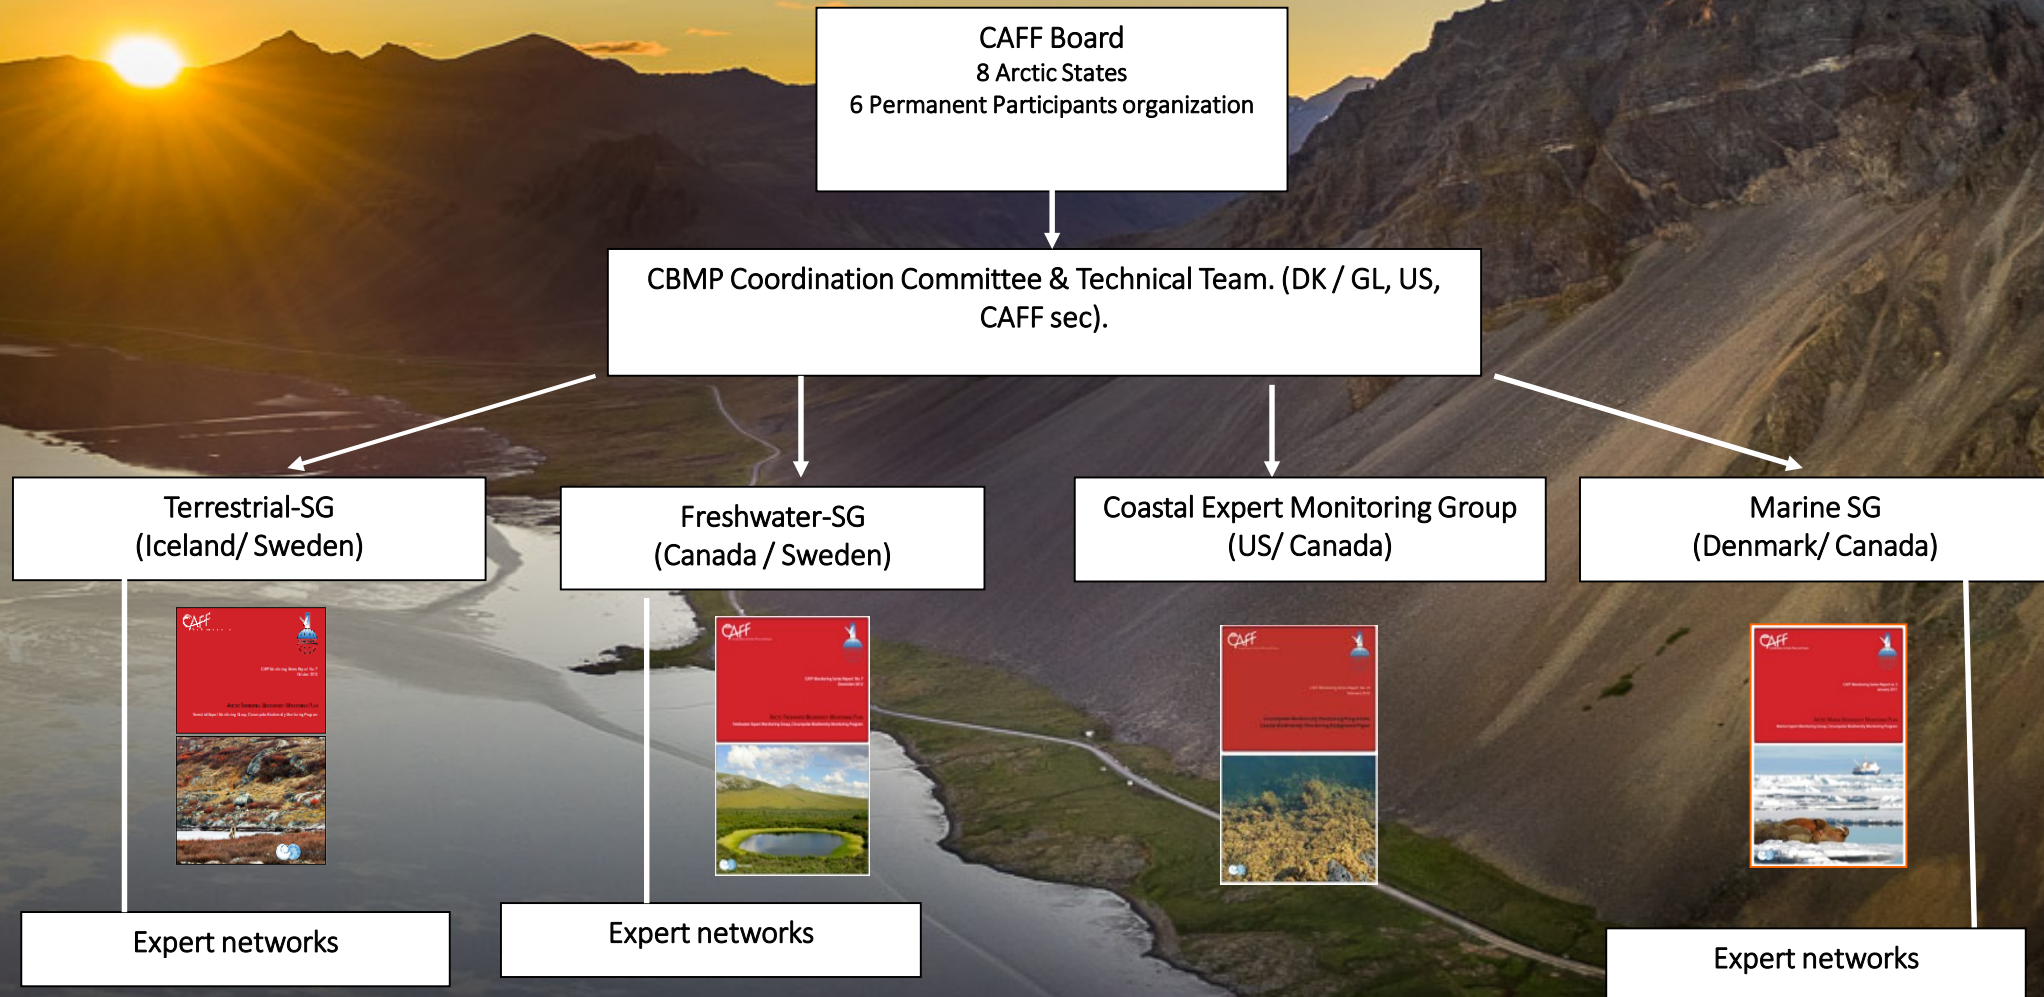 CAFF Board
8 Arctic States
6 Permanent Participants organization
CBMP Coordination Committee & Technical Team. (DK / GL, US,
CAFF sec).
Terrestrial-SG
(Iceland/ Sweden)
Freshwater-SG
(Canada / Sweden)
Coastal Expert Monitoring Group
(US/ Canada)
Marine SG
(Denmark/ Canada)
CAFF
CAFF
CAFF
CAFF
Expert networks
Expert networks
Expert networks